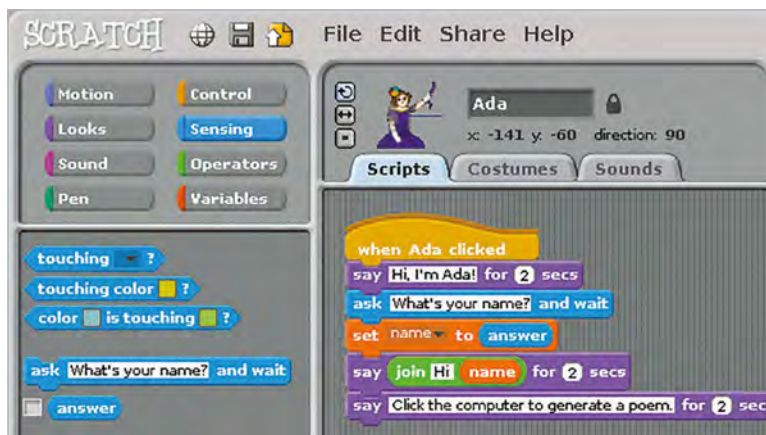 SCRATCH File Edit Share Help
Motion Control
Looks Sensing
Sound Operators
Pen Variables
touching ?
touching color ?
color is touching ?
ask What's your name? and wait
answer
Ada
x: -141 y: -60 direction: 90
Scripts Costumes Sounds
when Ada clicked
say Hi, I'm Ada! for 2 secs
ask What's your name? and wait
set name to answer
say join Hi name for 2 secs
say Click the computer to generate a poem. for 2 sec